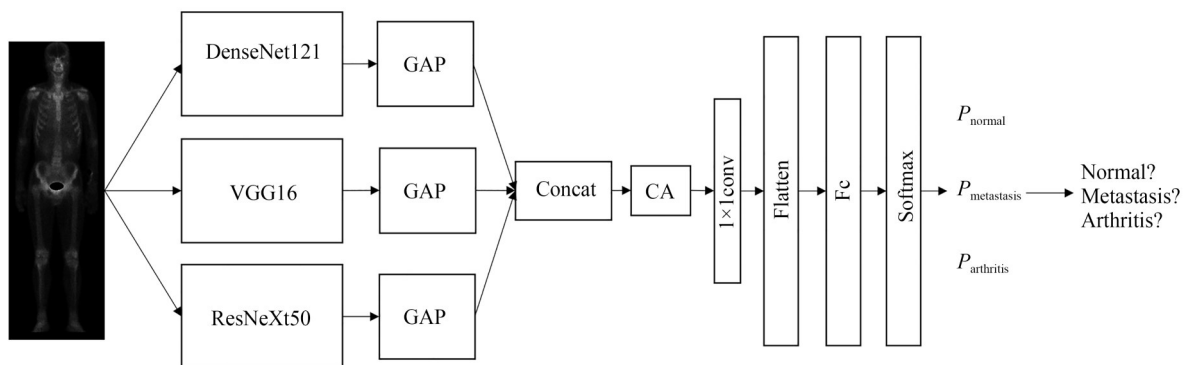 DenseNet121
GAP
VGG16
GAP
ResNeXt50
GAP
Concat
CA
1×1conv
Flatten
Fc
Softmax
Pnormal
Pmetastasis
Parthritis
Normal?
Metastasis?
Arthritis?